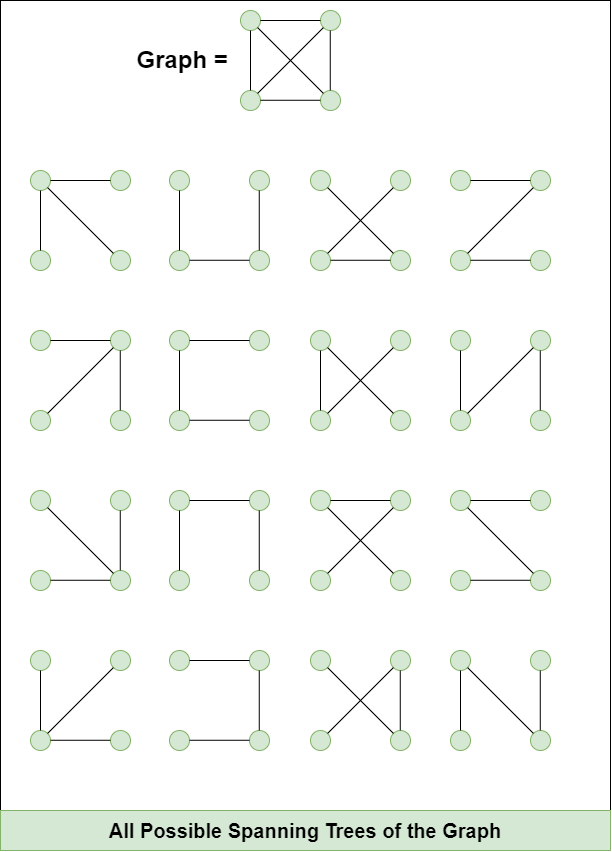 Graph =
All Possible Spanning Trees of the Graph